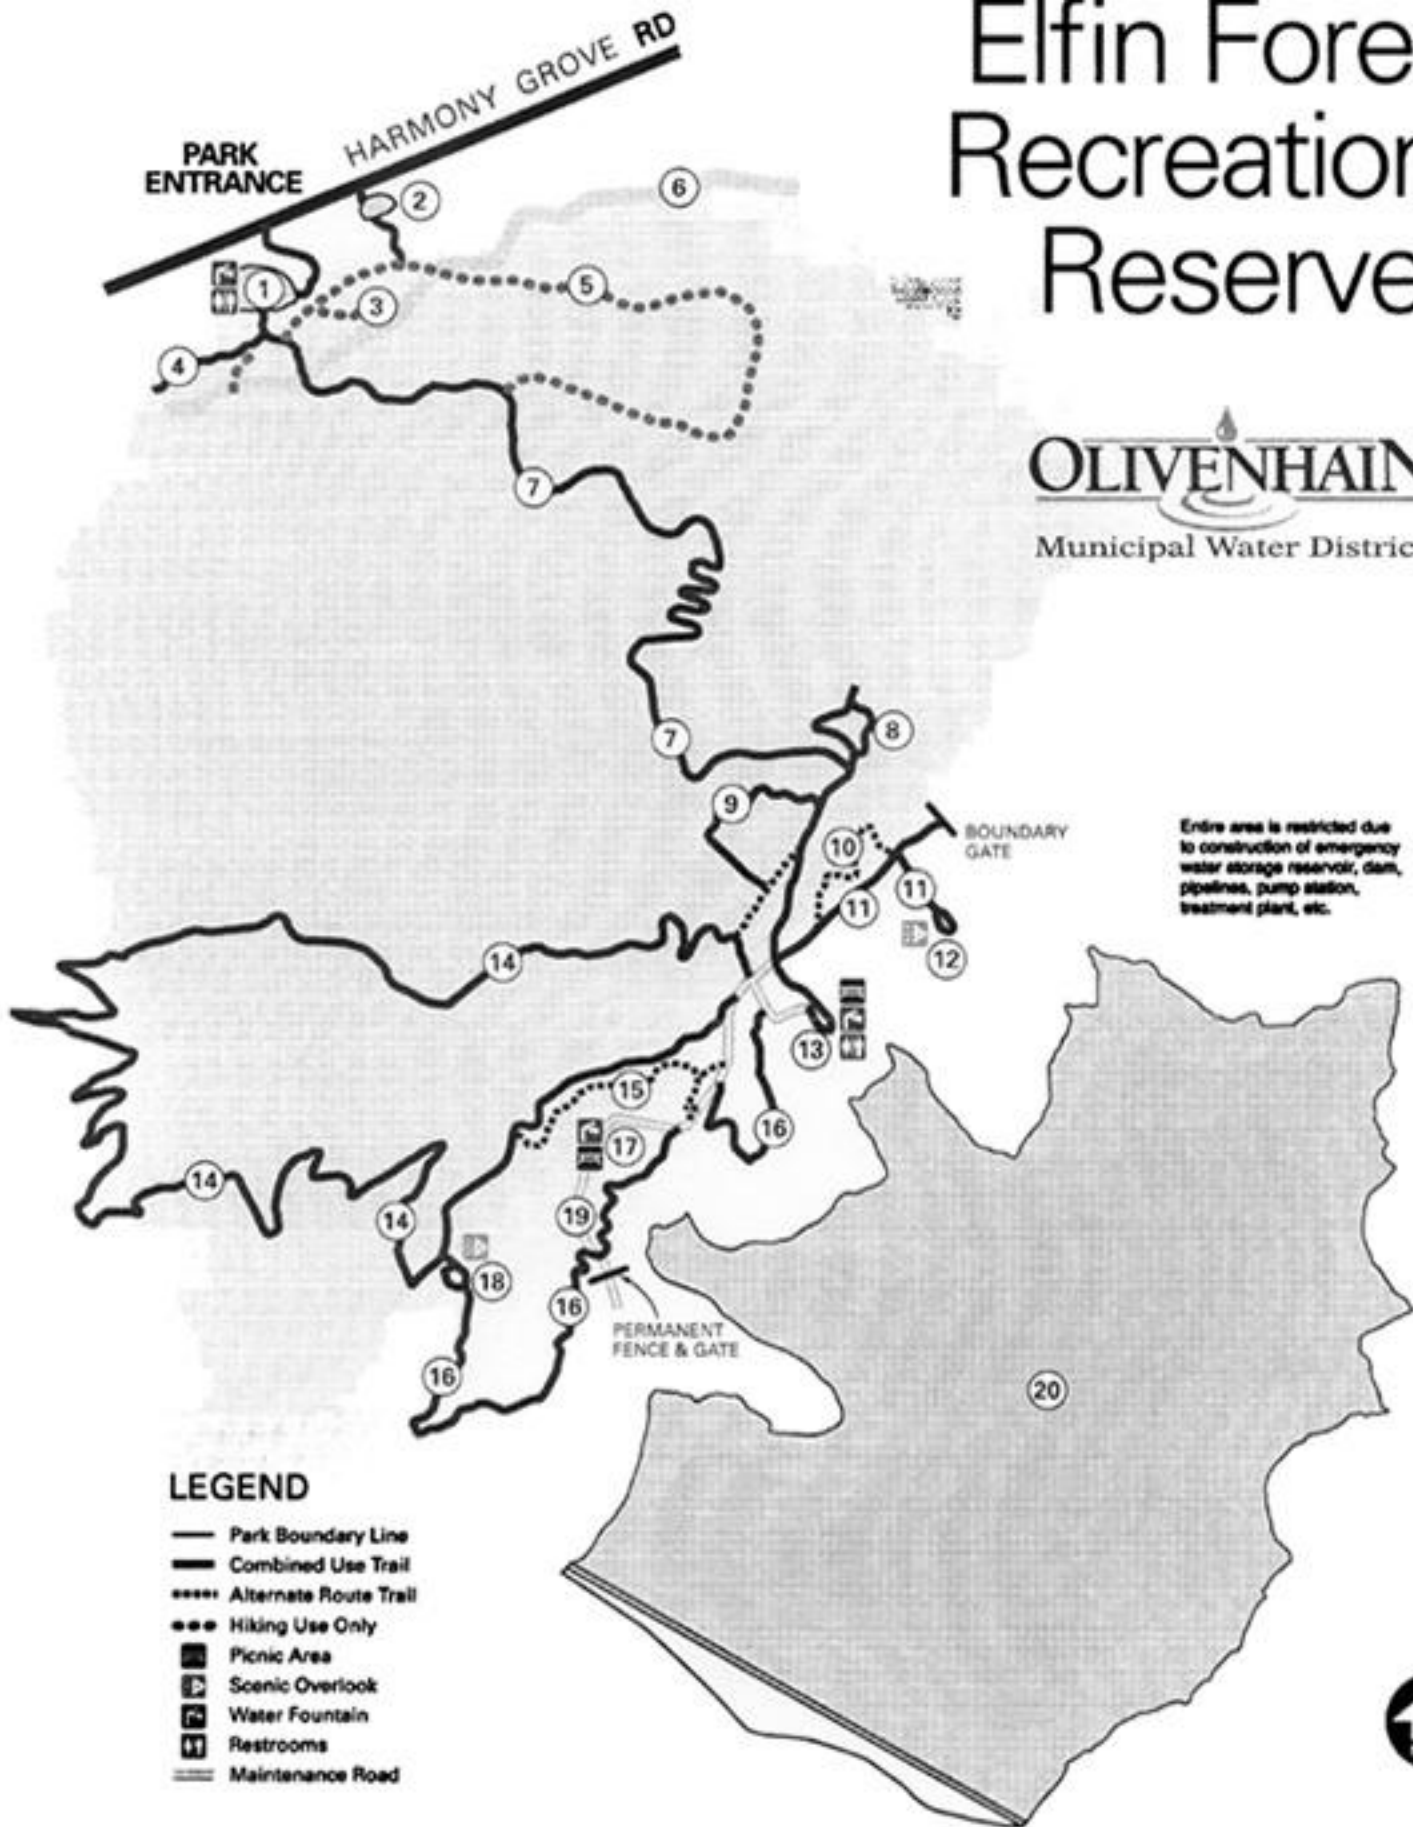 Elfin Fore
Recreation
Reserve
HARMONY GROVE RD
PARK
ENTRANCE
2
6
1
3
5
4
7
OLIVENHAIN
Municipal Water Distric
7
8
9
10
BOUNDARY
GATE
11
11
12
Entire area is restricted due
to construction of emergency
water storage reservoir, dam,
pipelines, pump station,
treatment plant, etc.
14
13
15
16
17
14
14
19
18
16
PERMANENT
FENCE & GATE
16
20
LEGEND
Park Boundary Line
Combined Use Trail
Alternate Route Trail
Hiking Use Only
Picnic Area
Scenic Overlook
Water Fountain
Restrooms
Maintenance Road